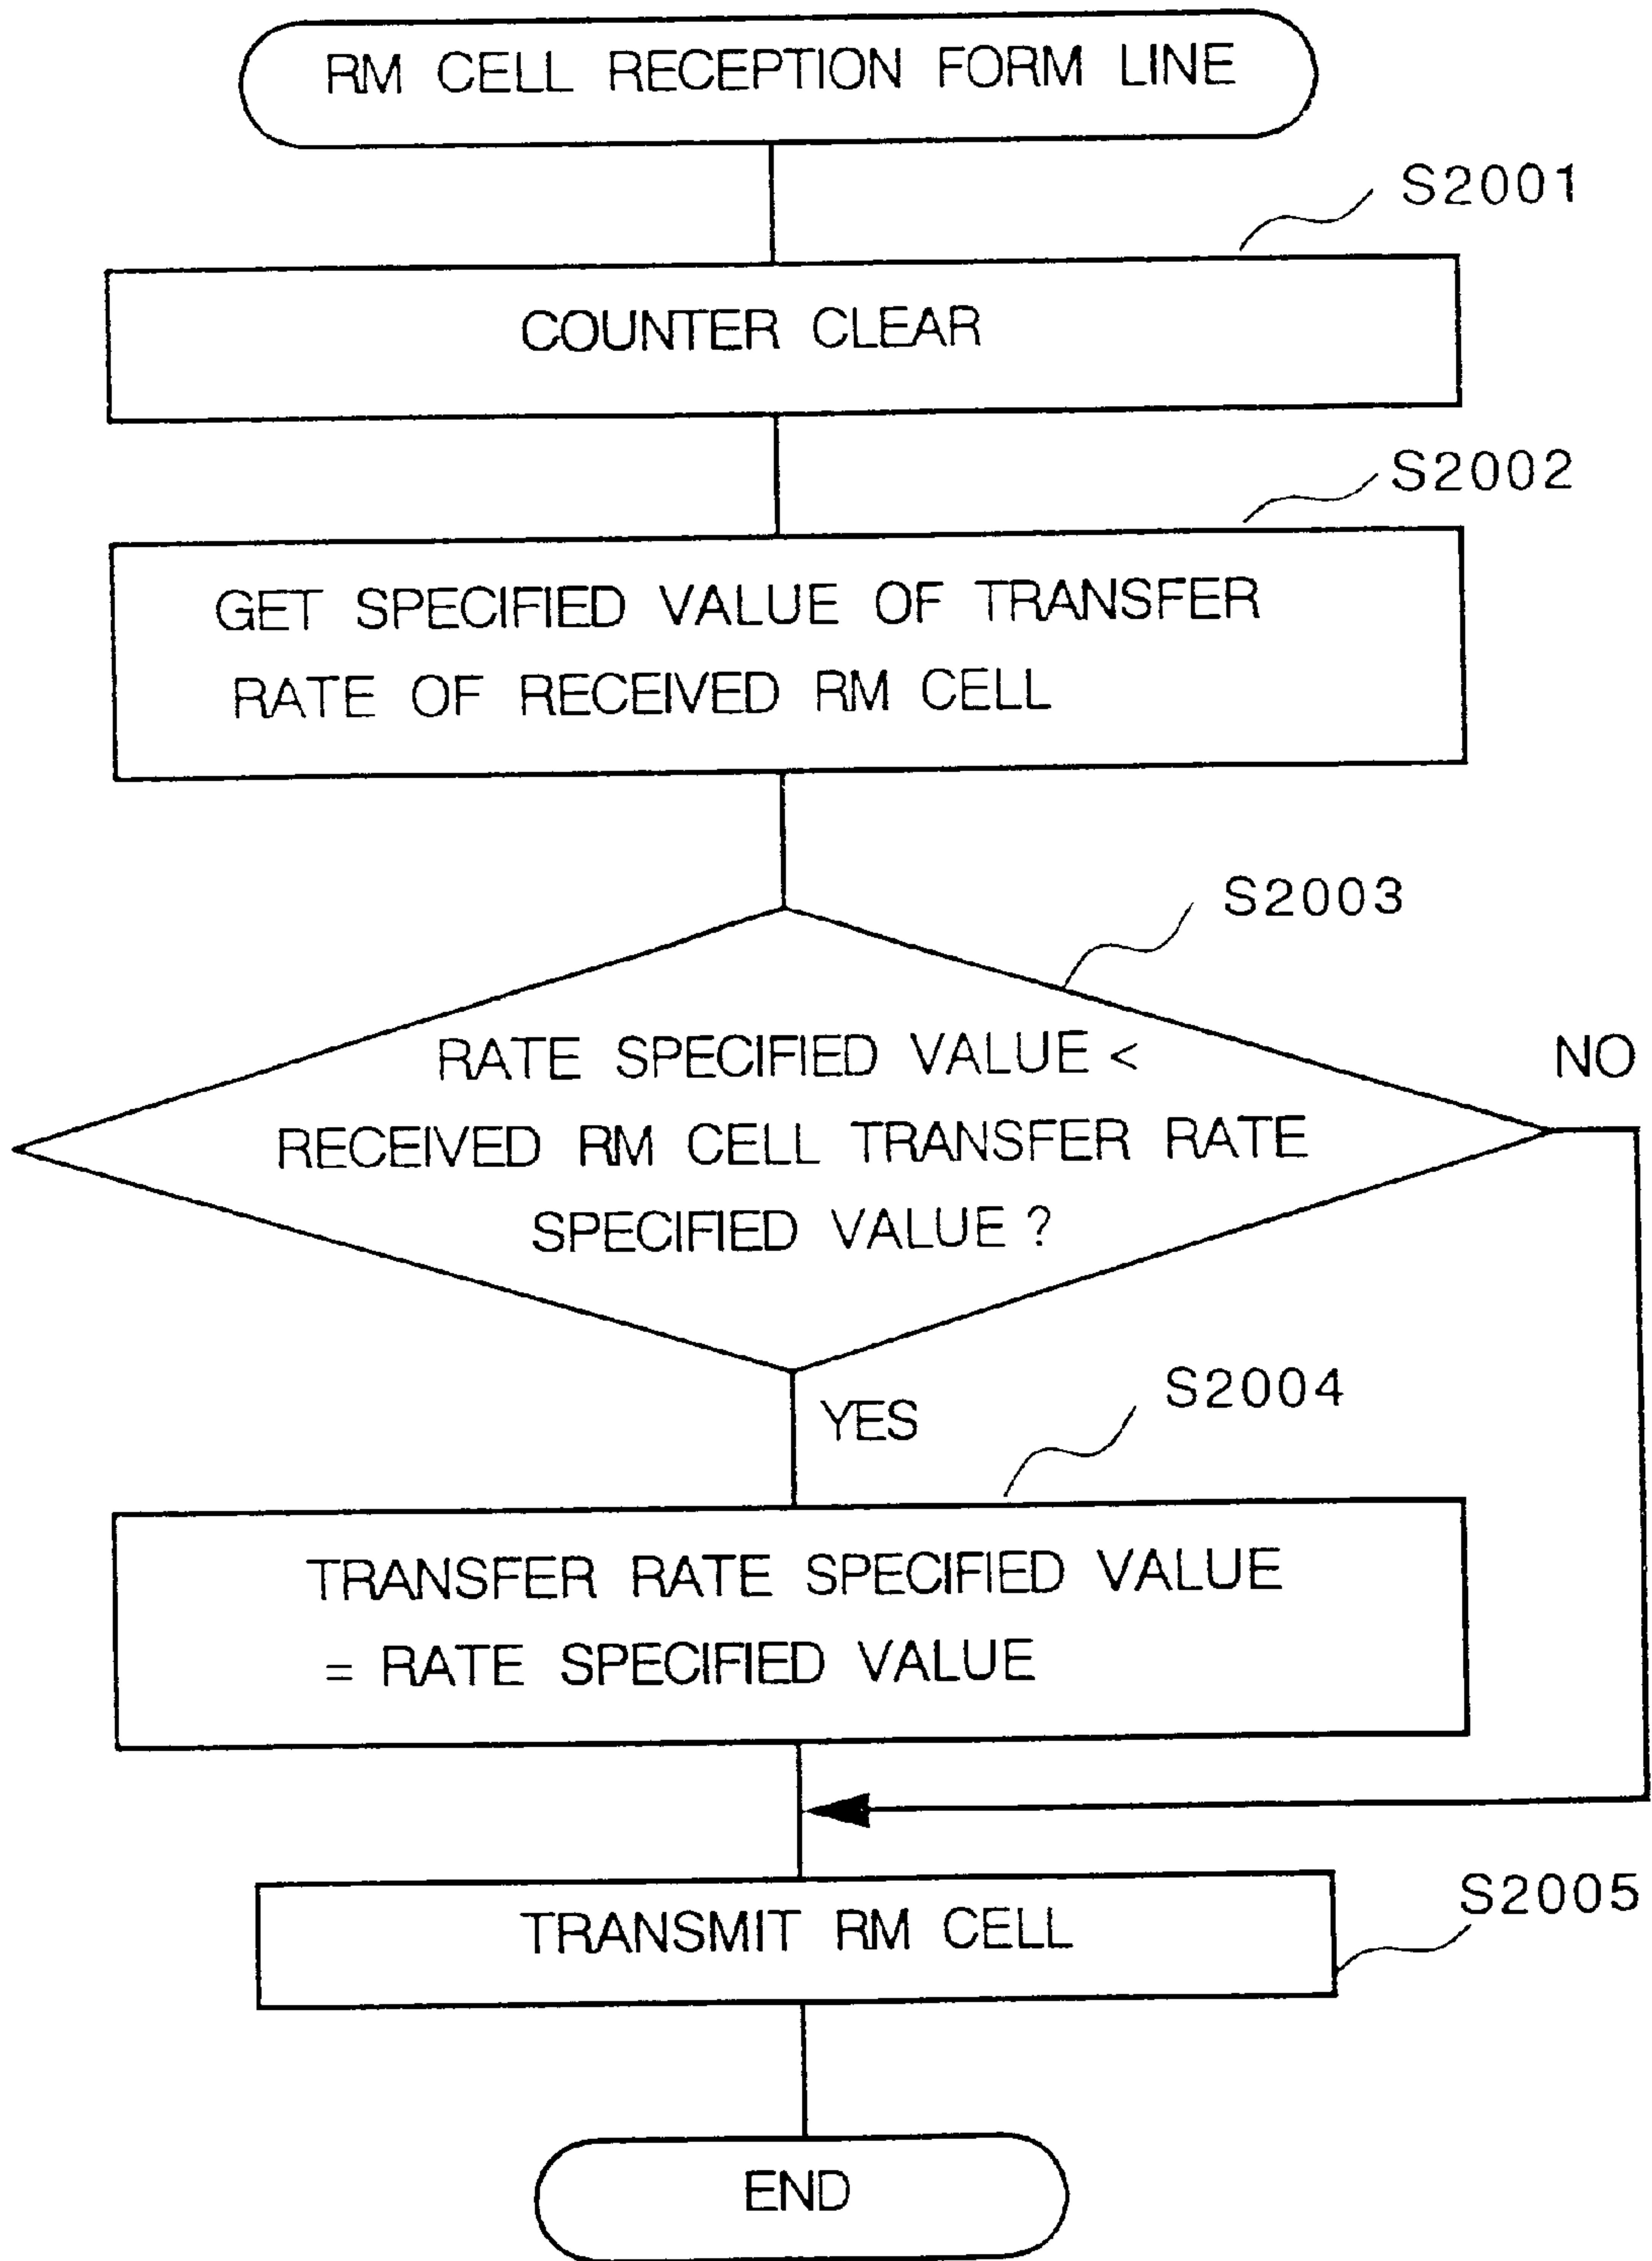 RM CELL RECEPTION FORM LINE
S2001
COUNTER CLEAR
S2002
GET SPECIFIED VALUE OF TRANSFER
RATE OF RECEIVED RM CELL
S2003
RATE SPECIFIED VALUE <
NO
RECEIVED RM CELL TRANSFER RATE
SPECIFIED VALUE ?
YES
S2004
TRANSFER RATE SPECIFIED VALUE
= RATE SPECIFIED VALUE
S2005
TRANSMIT RM CELL
END